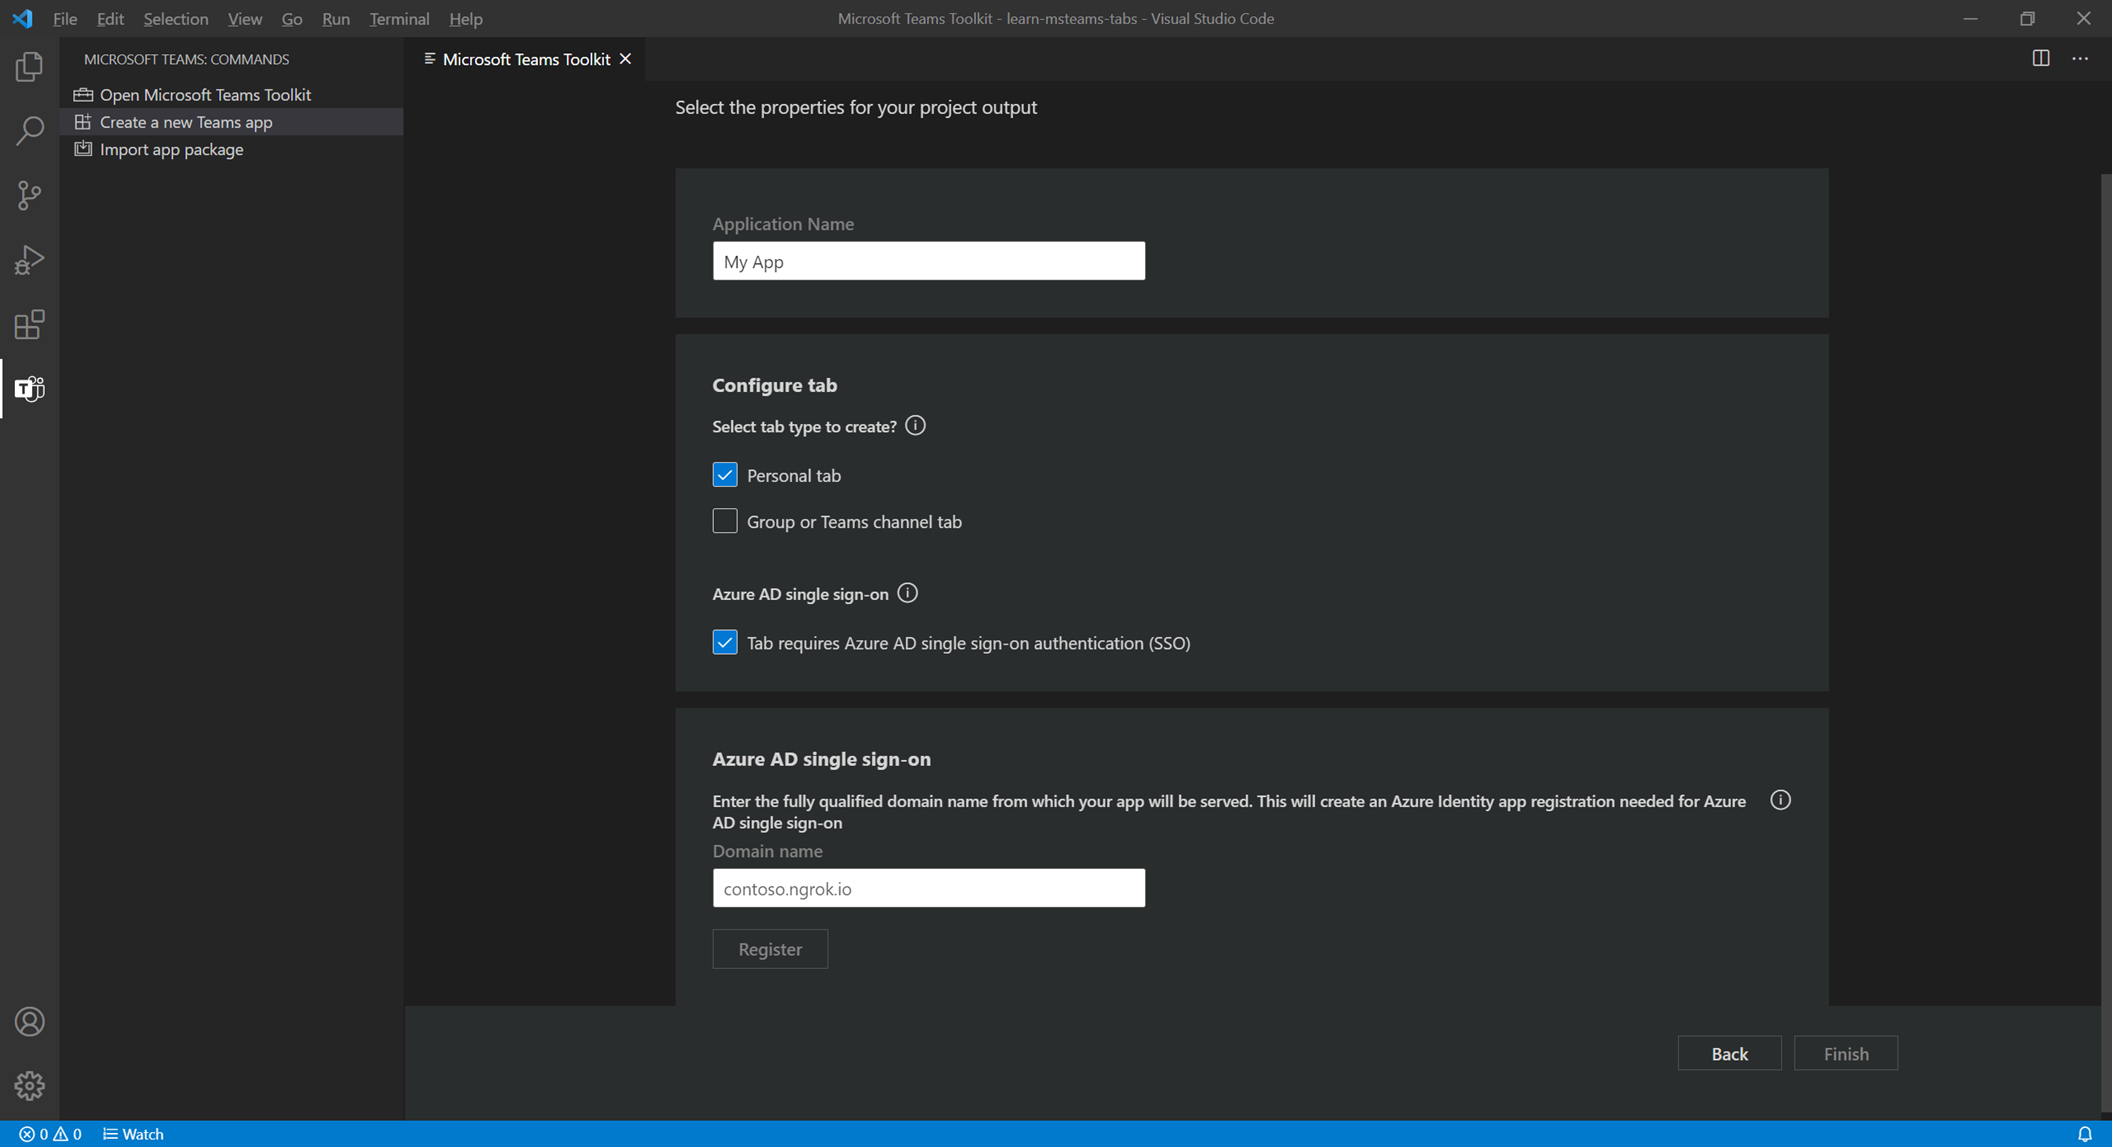 File Edit Selection View Go Run Terminal Help
Microsoft Teams Toolkit - learn-msteams-tabs - Visual Studio Code
MICROSOFT TEAMS: COMMANDS
Open Microsoft Teams Toolkit
Create a new Teams app
Import app package
Microsoft Teams Toolkit
Select the properties for your project output
Application Name
My App
Configure tab
Select tab type to create?
Personal tab
Group or Teams channel tab
Azure AD single sign-on
Tab requires Azure AD single sign-on authentication (SSO)
Azure AD single sign-on
Enter the fully qualified domain name from which your app will be served. This will create an Azure Identity app registration needed for Azure
AD single sign-on
Domain name
contoso.ngrok.io
Register
Back Finish
0 0 Watch